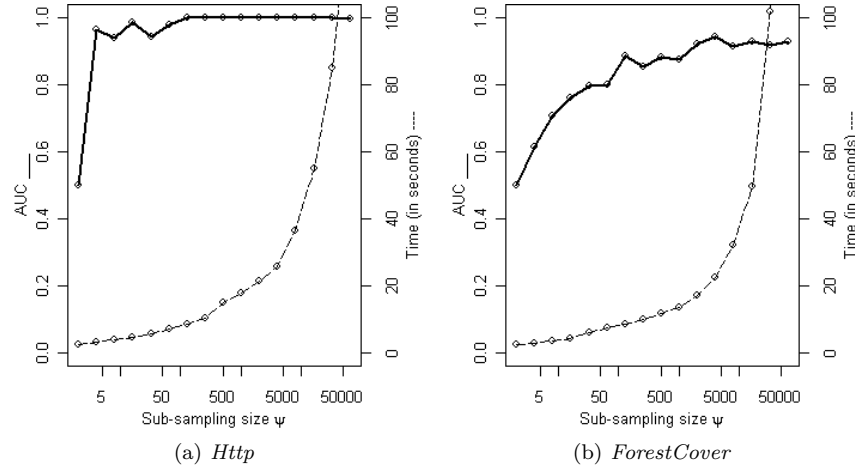 AUC ___
0.0 0.2 0.4 0.6 0.8 1.0
0 20 40 60 80 100
Time (in seconds) ----
5 50 500 5000 50000
Sub-sampling size ψ
(a) Http
AUC ___
0.0 0.2 0.4 0.6 0.8 1.0
0 20 40 60 80 100
Time (in seconds) ----
5 50 500 5000 50000
Sub-sampling size ψ
(b) ForestCover